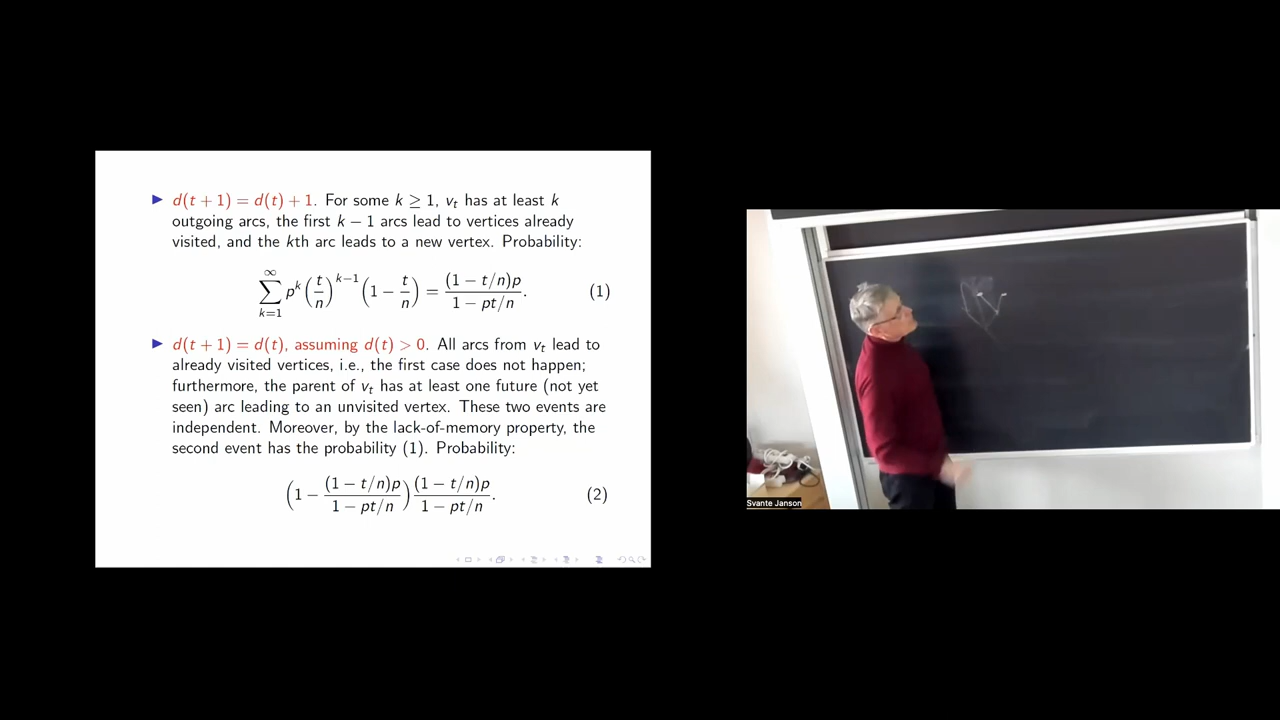 ▶ d(t + 1) = d(t) + 1. For some k ≥ 1, v_t has at least k
outgoing arcs, the first k − 1 arcs lead to vertices already
visited, and the kth arc leads to a new vertex. Probability:
∑_{k=1}^{∞} p^k (t/n)^{k−1} (1 − t/n) = (1 − t/n)p / (1 − pt/n). (1)
▶ d(t + 1) = d(t), assuming d(t) > 0. All arcs from v_t lead to
already visited vertices, i.e., the first case does not happen;
furthermore, the parent of v_t has at least one future (not yet
seen) arc leading to an unvisited vertex. These two events are
independent. Moreover, by the lack-of-memory property, the
second event has the probability (1). Probability:
(1 − (1 − t/n)p / (1 − pt/n)) (1 − t/n)p / (1 − pt/n). (2)
Svante Janson